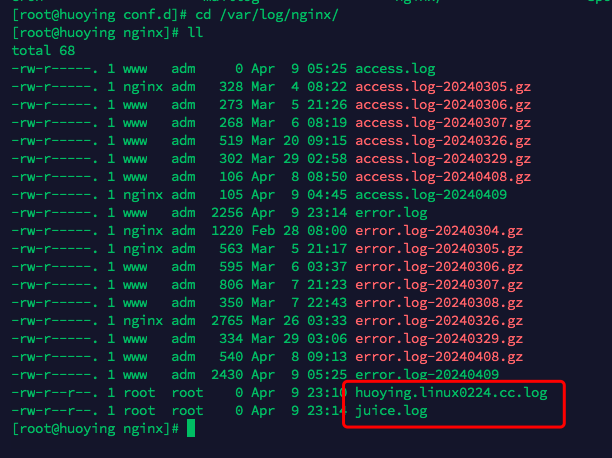 [root@huoying conf.d]# cd /var/log/nginx/
[root@huoying nginx]# ll
total 68
-rw-r-----. 1 www   adm      0 Apr  9 05:25 access.log
-rw-r-----. 1 nginx adm    328 Mar  4 08:22 access.log-20240305.gz
-rw-r-----. 1 www   adm    273 Mar  5 21:26 access.log-20240306.gz
-rw-r-----. 1 nginx adm    268 Mar  6 08:19 access.log-20240307.gz
-rw-r-----. 1 www   adm    519 Mar 20 09:15 access.log-20240326.gz
-rw-r-----. 1 www   adm    302 Mar 29 02:58 access.log-20240329.gz
-rw-r-----. 1 www   adm    106 Apr  8 08:50 access.log-20240408.gz
-rw-r-----. 1 nginx adm    105 Apr  9 04:45 access.log-20240409
-rw-r-----. 1 www   adm   2256 Apr  9 23:14 error.log
-rw-r-----. 1 nginx adm   1220 Feb 28 08:00 error.log-20240304.gz
-rw-r-----. 1 nginx adm    563 Mar  5 21:17 error.log-20240305.gz
-rw-r-----. 1 www   adm    595 Mar  6 03:37 error.log-20240306.gz
-rw-r-----. 1 www   adm    806 Mar  7 21:23 error.log-20240307.gz
-rw-r-----. 1 www   adm    350 Mar  7 22:43 error.log-20240308.gz
-rw-r-----. 1 nginx adm   2765 Mar 26 03:33 error.log-20240326.gz
-rw-r-----. 1 www   adm    334 Mar 29 03:06 error.log-20240329.gz
-rw-r-----. 1 www   adm    540 Apr  8 09:13 error.log-20240408.gz
-rw-r-----. 1 www   adm   2430 Apr  9 05:25 error.log-20240409
-rw-r--r--. 1 root  root     0 Apr  9 23:10 huoying.linux0224.cc.log
-rw-r--r--. 1 root  root     0 Apr  9 23:14 juice.log
[root@huoying nginx]#